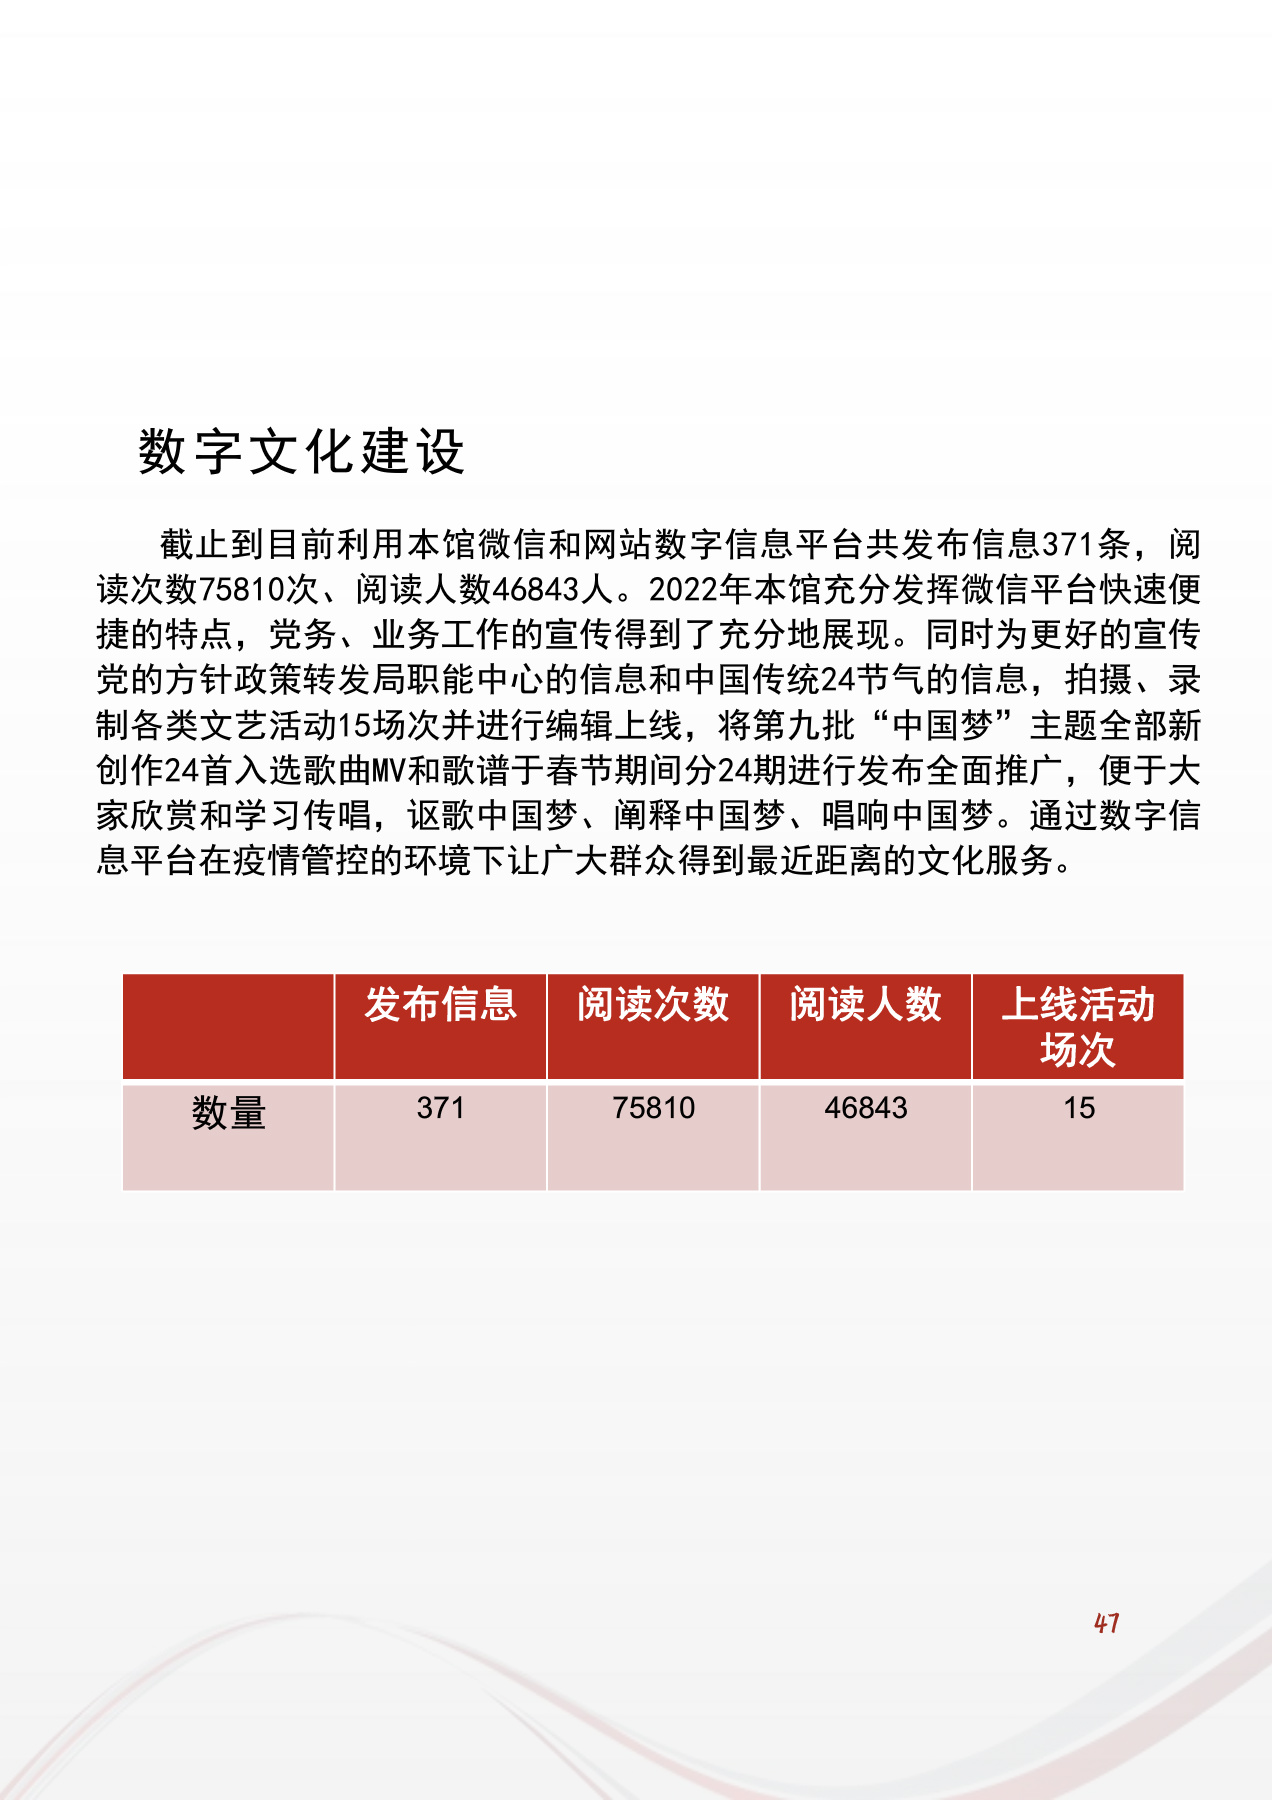 数字文化建设
截止到目前利用本馆微信和网站数字信息平台共发布信息371条，阅
读次数75810次、阅读人数46843人。2022年本馆充分发挥微信平台快速便
捷的特点，党务、业务工作的宣传得到了充分地展现。同时为更好的宣传
党的方针政策转发局职能中心的信息和中国传统24节气的信息，拍摄、录
制各类文艺活动15场次并进行编辑上线，将第九批“中国梦”主题全部新
创作24首入选歌曲MV和歌谱于春节期间分24期进行发布全面推广，便于大
家欣赏和学习传唱，讴歌中国梦、阐释中国梦、唱响中国梦。通过数字信
息平台在疫情管控的环境下让广大群众得到最近距离的文化服务。
发布信息 阅读次数 阅读人数 上线活动
场次
数量 371 75810 46843 15
47